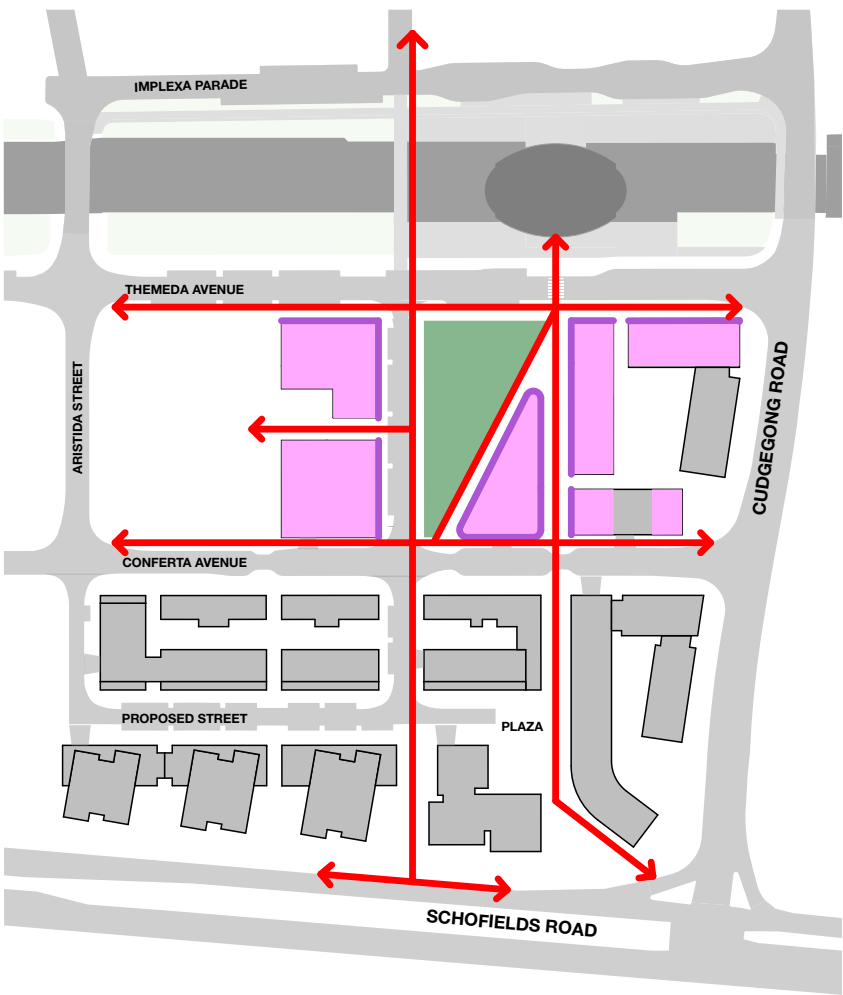 IMPLEXA PARADE
THEMEDA AVENUE
ARISTIDA STREET
CUDGEGONG ROAD
CONFERTA AVENUE
PROPOSED STREET
PLAZA
SCHOFIELDS ROAD